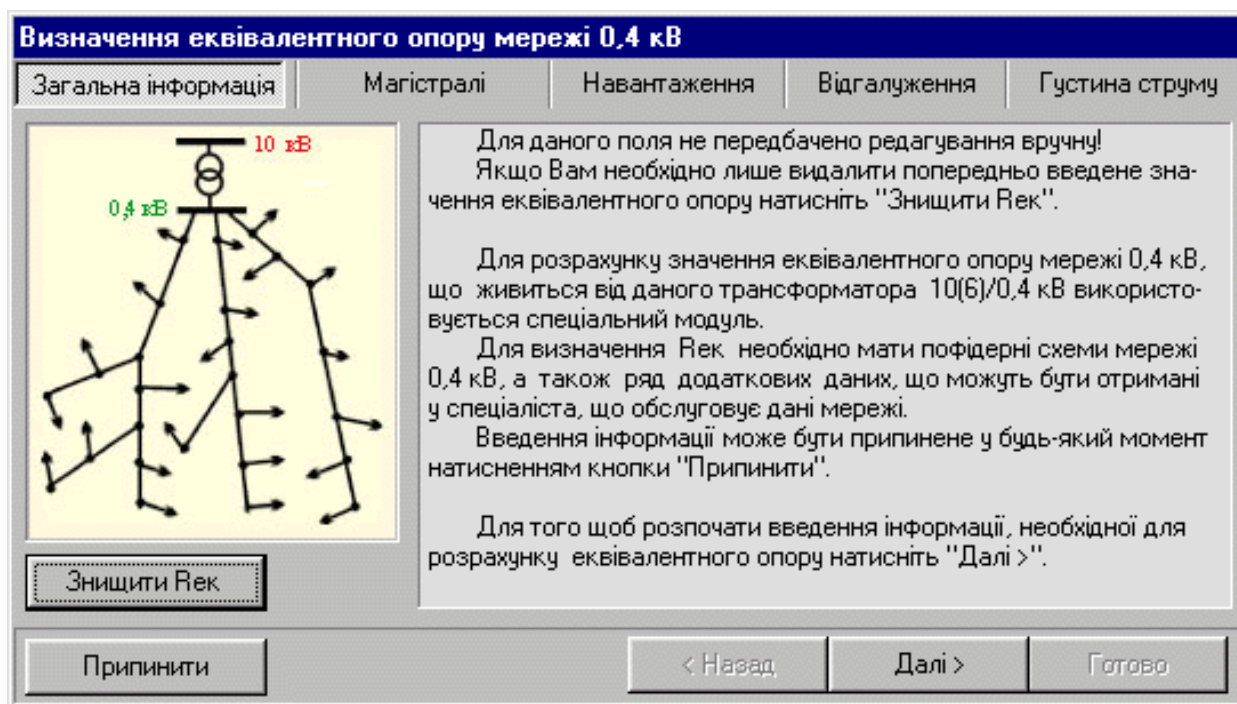 Визначення еквівалентного опору мережі 0,4 кВ
Загальна інформація
Магістралі
Навантаження
Відгалуження
Густина струму
10 кВ
0,4 кВ
Для даного поля не передбачено редагування вручну!
Якщо Вам необхідно лише видалити попередньо введене зна-
чення еквівалентного опору натисніть "Знищити Rек".
Для розрахунку значення еквівалентного опору мережі 0,4 кВ,
що живиться від даного трансформатора 10(6)/0,4 кВ використо-
вується спеціальний модуль.
Для визначення Rек необхідно мати пофідерні схеми мережі
0,4 кВ, а також ряд додаткових даних, що можуть бути отримані
у спеціаліста, що обслуговує дані мережі.
Введення інформації може бути припинене у будь-який момент
натисненням кнопки "Припинити".
Для того щоб розпочати введення інформації, необхідної для
розрахунку еквівалентного опору натисніть "Далі >".
Знищити Rек
Припинити
< Назад
Далі >
Готово